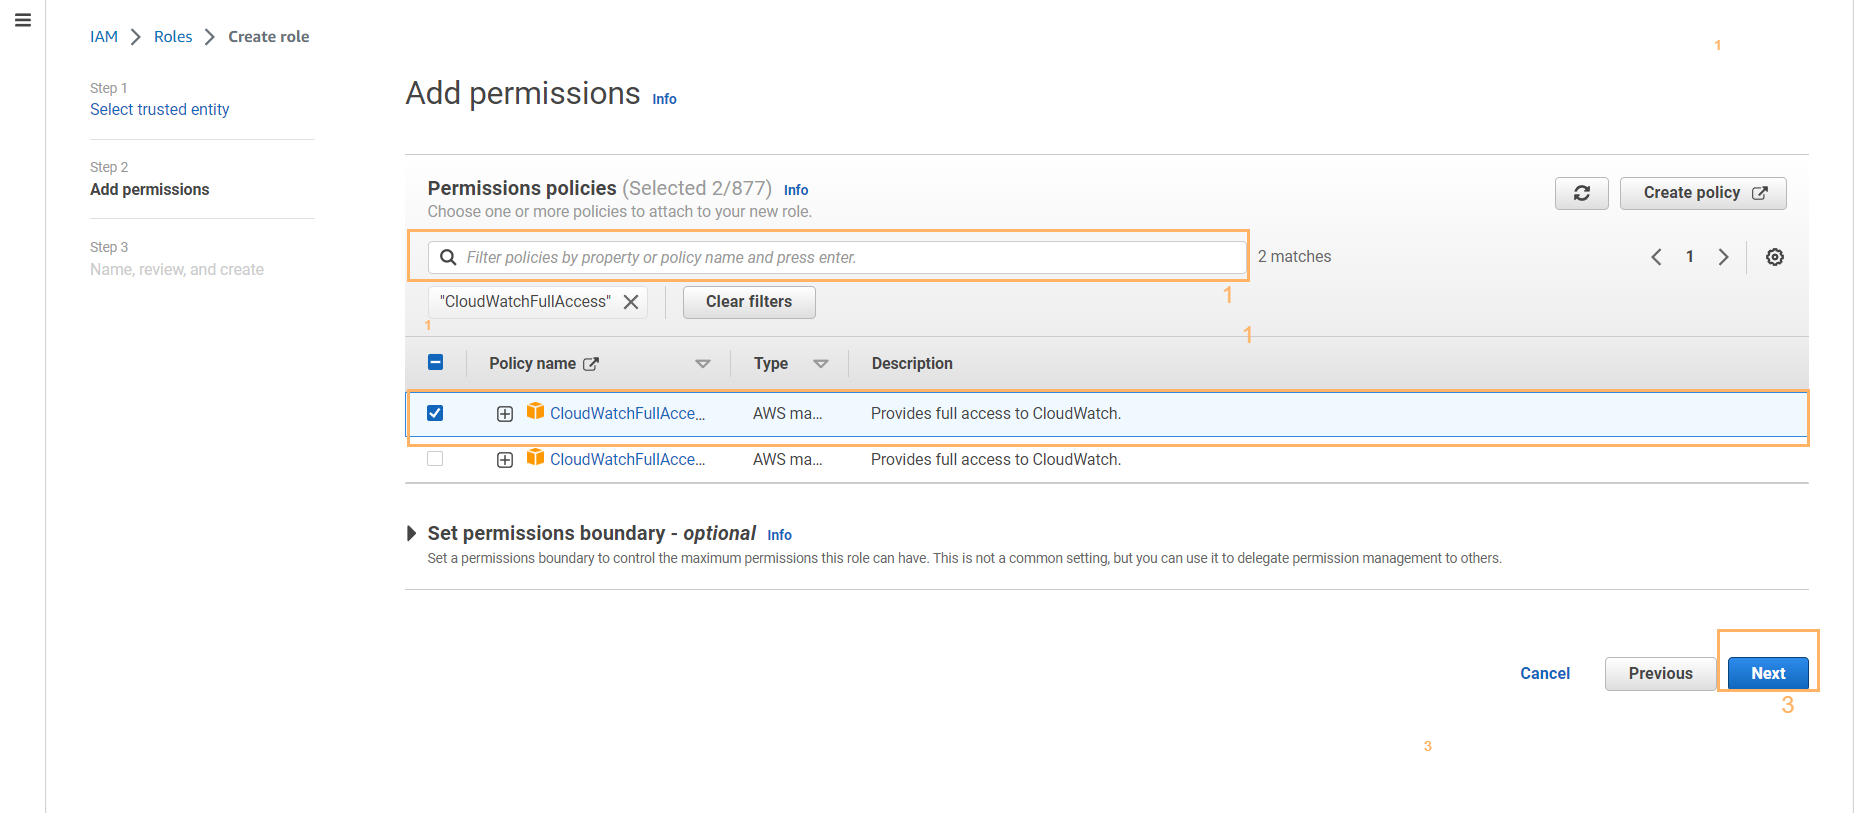 IAM > Roles > Create role
1
Step 1
Select trusted entity
Step 2
Add permissions
Step 3
Name, review, and create
Add permissions Info
Permissions policies (Selected 2/877) Info
Choose one or more policies to attach to your new role.
Create policy
Filter policies by property or policy name and press enter.
2 matches
1
1
"CloudWatchFullAccess"
Clear filters
1
1
Policy name Type Description
CloudWatchFullAcce... AWS ma... Provides full access to CloudWatch.
CloudWatchFullAcce... AWS ma... Provides full access to CloudWatch.
Set permissions boundary - optional Info
Set a permissions boundary to control the maximum permissions this role can have. This is not a common setting, but you can use it to delegate permission management to others.
Cancel Previous Next
3
3